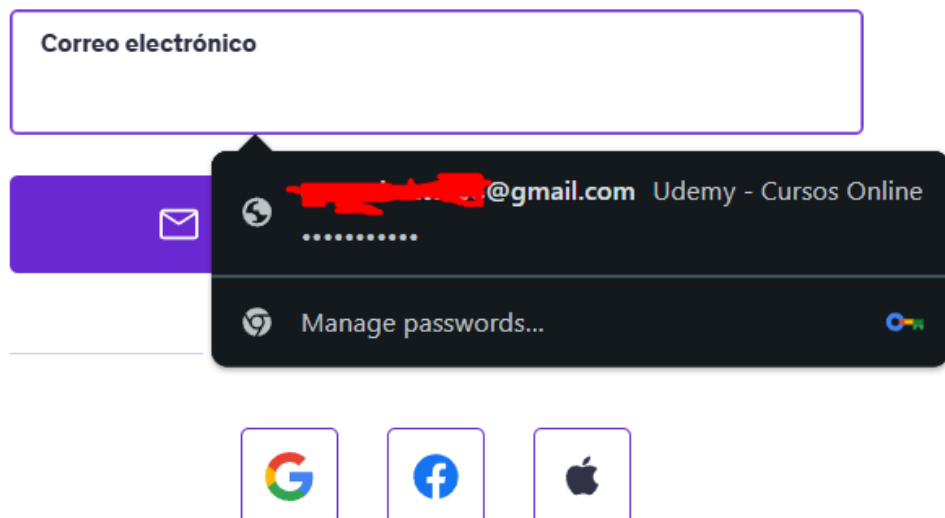 Correo electrónico
@gmail.com Udemy - Cursos Online
•••••••••••
Manage passwords...